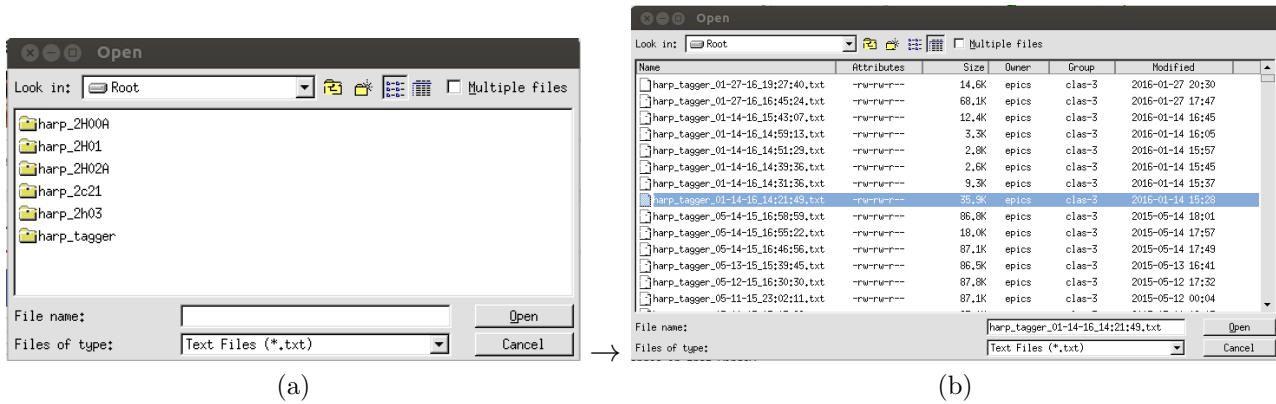 Open
Look in: Root Multiple files
harp_2H00A
harp_2H01
harp_2H02A
harp_2c21
harp_2h03
harp_tagger
File name: Open
Files of type: Text Files (*.txt) Cancel
(a)
→
Open
Look in: Root Multiple files
Name Attributes Size Owner Group Modified
harp_tagger_01-27-16_19:27:40.txt -rw-rw-r-- 14.6K epics clas-3 2016-01-27 20:30
harp_tagger_01-27-16_16:45:24.txt -rw-rw-r-- 68.1K epics clas-3 2016-01-27 17:47
harp_tagger_01-14-16_15:43:07.txt -rw-rw-r-- 12.4K epics clas-3 2016-01-14 16:45
harp_tagger_01-14-16_14:59:13.txt -rw-rw-r-- 3.3K epics clas-3 2016-01-14 16:05
harp_tagger_01-14-16_14:51:29.txt -rw-rw-r-- 2.8K epics clas-3 2016-01-14 15:57
harp_tagger_01-14-16_14:39:36.txt -rw-rw-r-- 2.6K epics clas-3 2016-01-14 15:45
harp_tagger_01-14-16_14:31:36.txt -rw-rw-r-- 9.3K epics clas-3 2016-01-14 15:37
harp_tagger_01-14-16_14:21:49.txt -rw-rw-r-- 35.9K epics clas-3 2016-01-14 15:28
harp_tagger_05-14-15_16:58:59.txt -rw-rw-r-- 86.8K epics clas-3 2015-05-14 18:01
harp_tagger_05-14-15_16:55:22.txt -rw-rw-r-- 18.0K epics clas-3 2015-05-14 17:57
harp_tagger_05-14-15_16:46:56.txt -rw-rw-r-- 87.1K epics clas-3 2015-05-14 17:49
harp_tagger_05-13-15_15:39:45.txt -rw-rw-r-- 86.5K epics clas-3 2015-05-13 16:41
harp_tagger_05-12-15_16:30:30.txt -rw-rw-r-- 87.8K epics clas-3 2015-05-12 17:32
harp_tagger_05-11-15_23:02:11.txt -rw-rw-r-- 87.1K epics clas-3 2015-05-12 00:04
File name: harp_tagger_01-14-16_14:21:49.txt Open
Files of type: Text Files (*.txt) Cancel
(b)